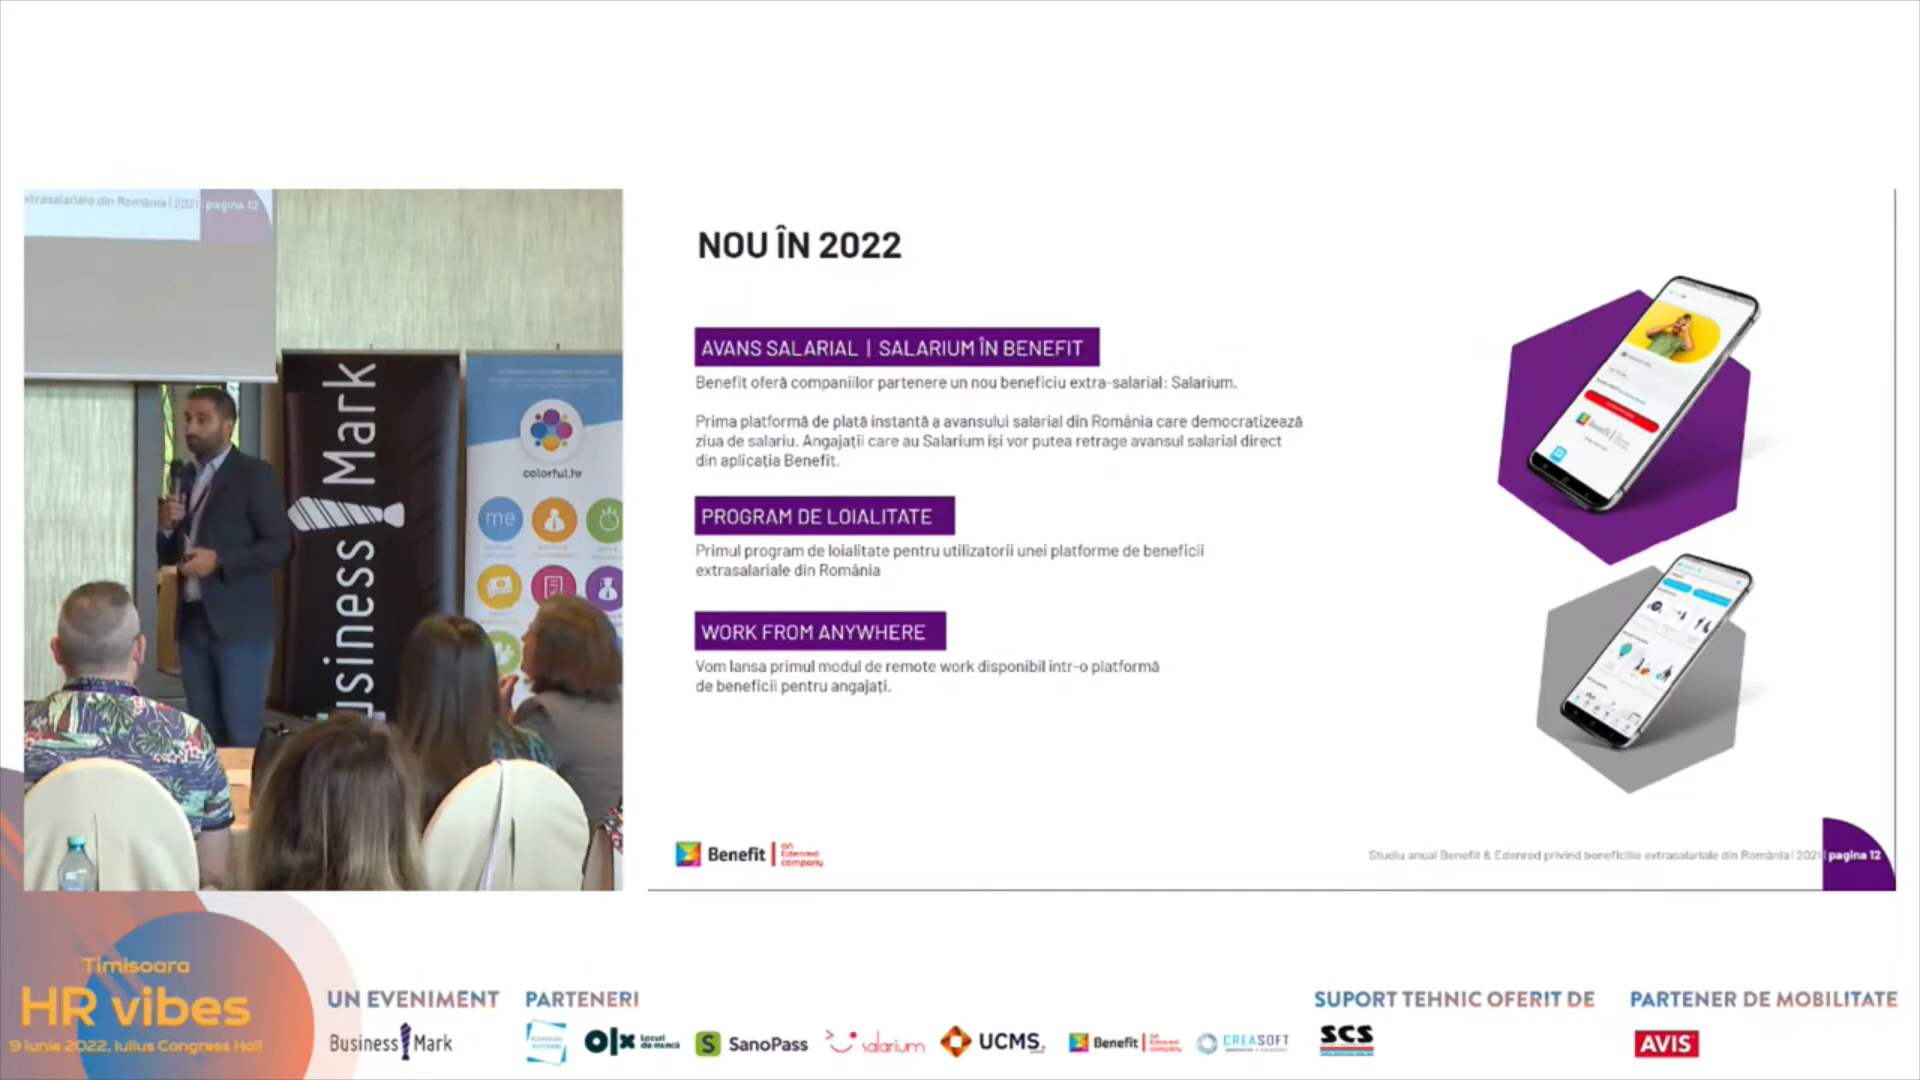 extrasalariale din România | 2021 pagina 12
Business Mark
colorful.hr
me
NOU ÎN 2022
AVANS SALARIAL | SALARIUM ÎN BENEFIT
Benefit oferă companiilor partenere un nou beneficiu extra-salarial: Salarium.
Prima platformă de plată instantă a avansului salarial din România care democratizează
ziua de salariu. Angajații care au Salarium iși vor putea retrage avansul salarial direct
din aplicația Benefit.
PROGRAM DE LOIALITATE
Primul program de loialitate pentru utilizatorii unei platforme de beneficii
extrasalariale din România
WORK FROM ANYWHERE
Vom lansa primul modul de remote work disponibil intr-o platformă
de beneficii pentru angajați.
Benefit | an Edenred company
Studiu anual Benefit & Edenred privind beneficiile extrasalariale din România | 2021 | pagina 12
Timisoara
HR vibes
9 iunie 2022, Iulius Congress Hall
UN EVENIMENT
Business Mark
PARTENERI
olx Locuri de muncă
S SanoPass
salarium
UCMS
Benefit | an Edenred company
CREASOFT
SUPORT TEHNIC OFERIT DE
SCS
PARTENER DE MOBILITATE
AVIS